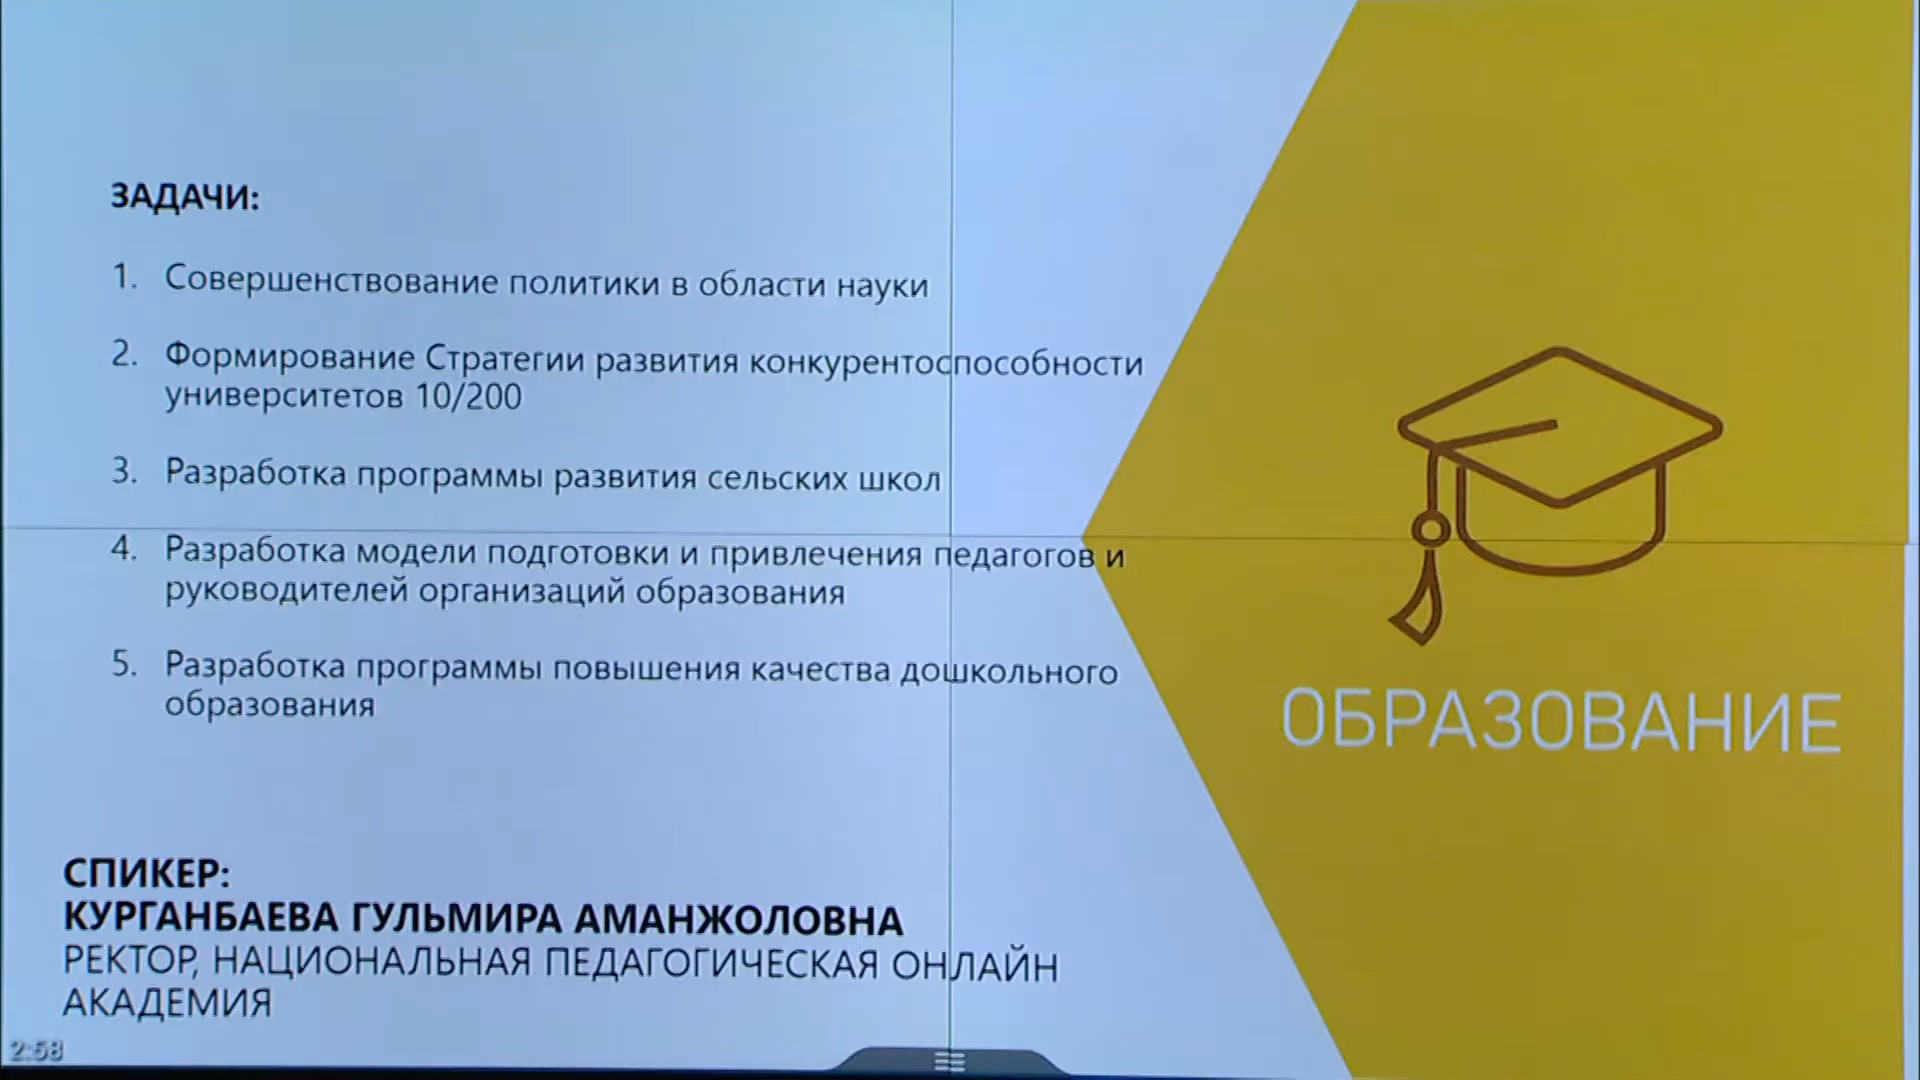 ЗАДАЧИ:
1. Совершенствование политики в области науки
2. Формирование Стратегии развития конкурентоспособности
университетов 10/200
3. Разработка программы развития сельских школ
4. Разработка модели подготовки и привлечения педагогов и
руководителей организаций образования
5. Разработка программы повышения качества дошкольного
образования
ОБРАЗОВАНИЕ
СПИКЕР:
КУРГАНБАЕВА ГУЛЬМИРА АМАНЖОЛОВНА
РЕКТОР, НАЦИОНАЛЬНАЯ ПЕДАГОГИЧЕСКАЯ ОНЛАЙН
АКАДЕМИЯ
2:58